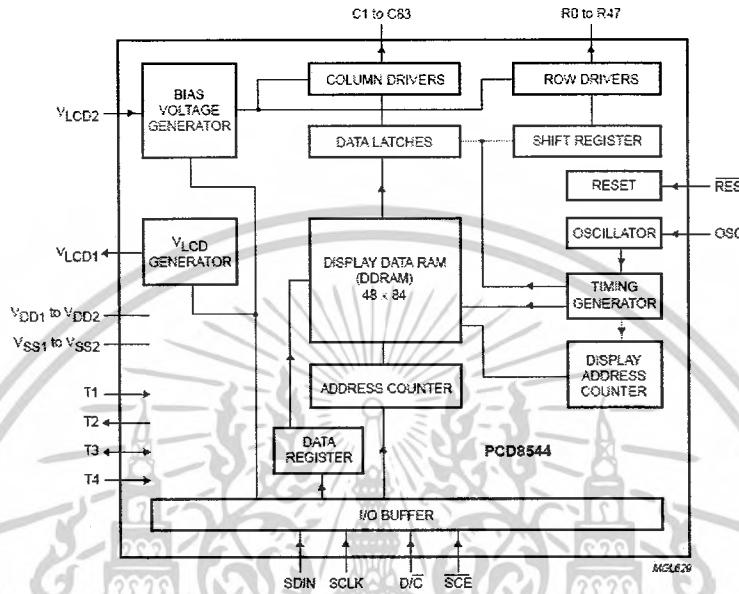 C1 to C83
R0 to R47
BIAS
VOLTAGE
GENERATOR
COLUMN DRIVERS
ROW DRIVERS
VLCD2
DATA LATCHES
SHIFT REGISTER
RESET
RES
VLCD1
VLCD
GENERATOR
OSCILLATOR
OSC
DISPLAY DATA RAM
(DDRAM)
48 × 84
TIMING
GENERATOR
VDD1 to VDD2
VSS1 to VSS2
DISPLAY
ADDRESS
COUNTER
ADDRESS COUNTER
T1
T2
T3
T4
DATA
REGISTER
PCD8544
I/O BUFFER
MGL629
SDIN
SCLK
D/C̅
S̅C̅E̅